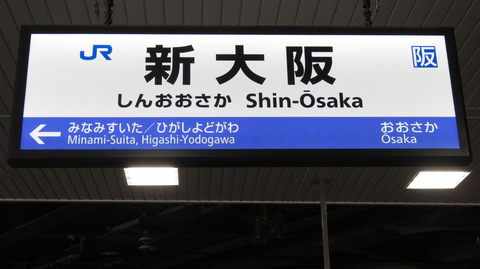 JR 新大阪 阪
しんおおさか Shin-Ōsaka
みなみすいた／ひがしよどがわ おおさか
Minami-Suita, Higashi-Yodogawa Ōsaka